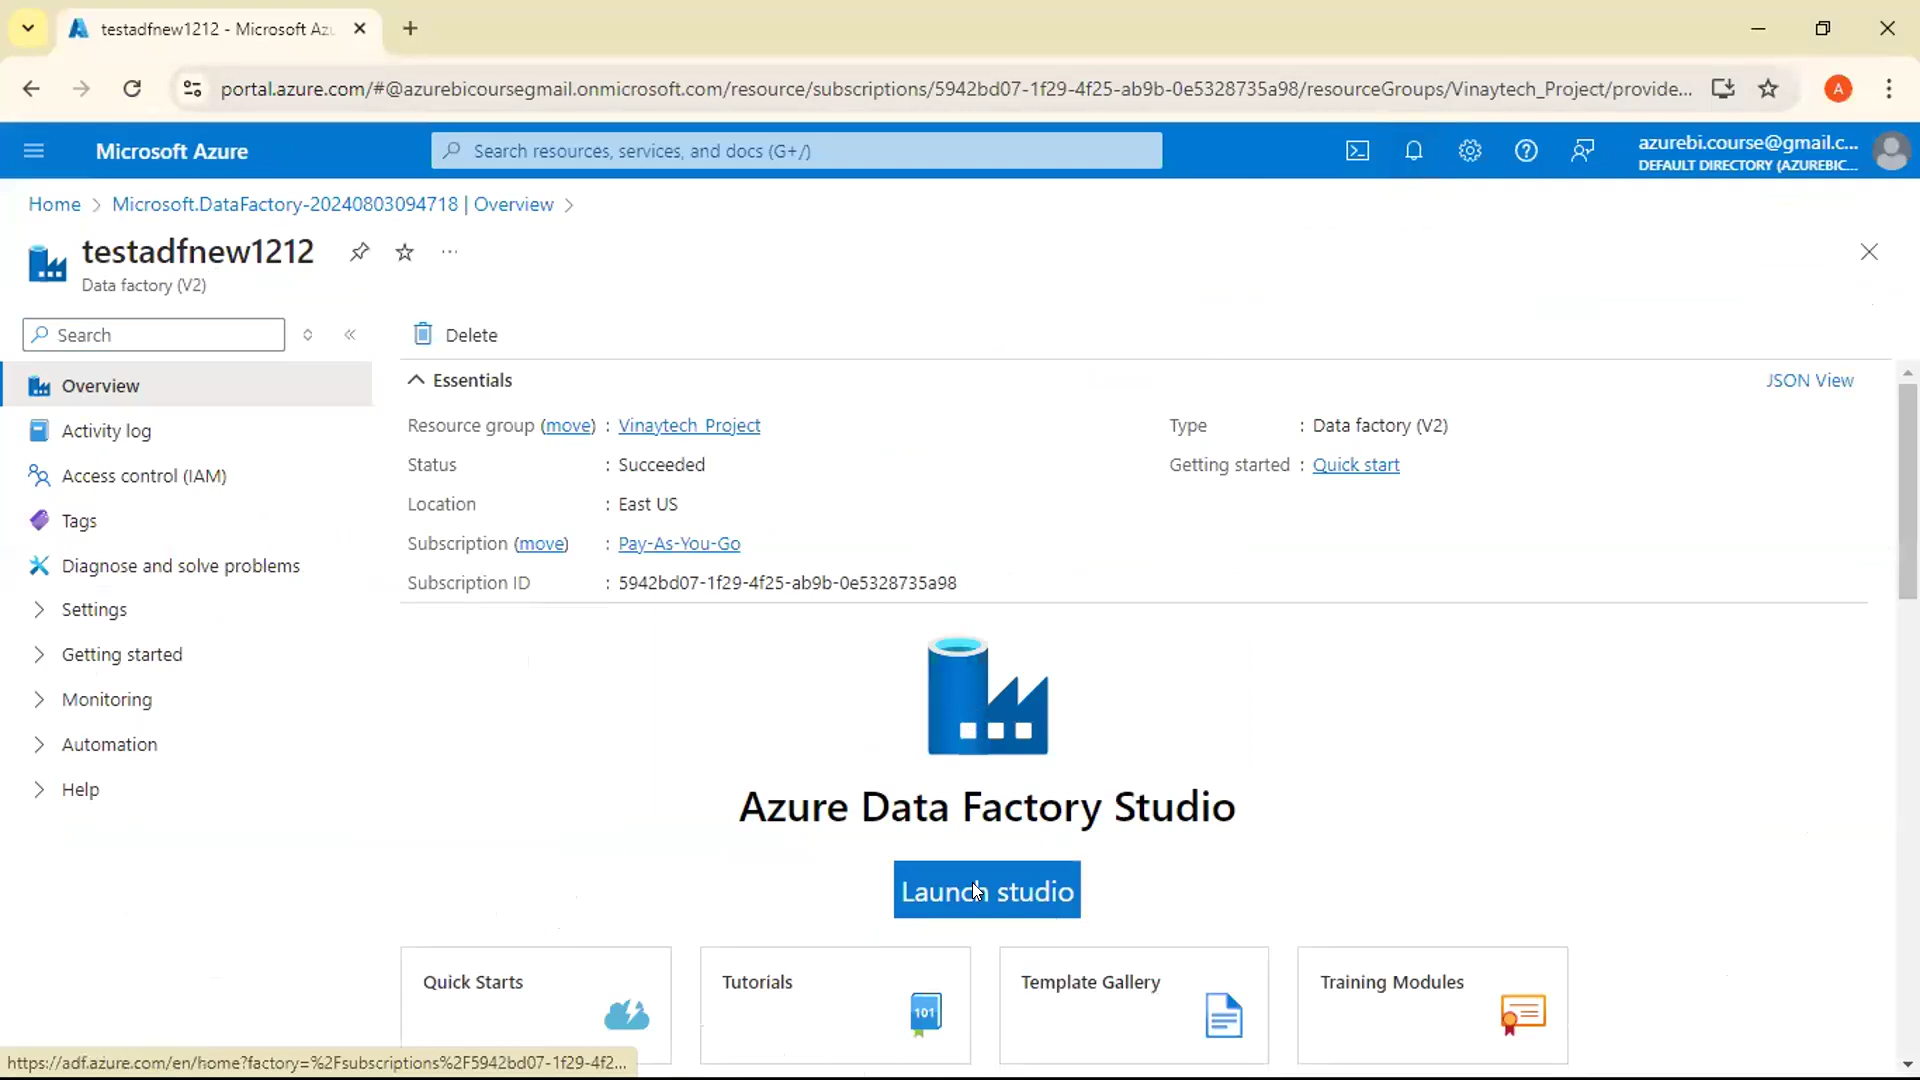 testadfnew1212 - Microsoft Az
portal.azure.com/#@azurebicoursegmail.onmicrosoft.com/resource/subscriptions/5942bd07-1f29-4f25-ab9b-0e5328735a98/resourceGroups/Vinaytech_Project/provide...
A
Microsoft Azure
Search resources, services, and docs (G+/)
azurebi.course@gmail.c...
DEFAULT DIRECTORY (AZUREBIC...
Home > Microsoft.DataFactory-20240803094718 | Overview >
testadfnew1212
Data factory (V2)
Search
Delete
Overview
Activity log
Access control (IAM)
Tags
Diagnose and solve problems
Settings
Getting started
Monitoring
Automation
Help
Essentials
JSON View
Resource group (move) : Vinaytech_Project
Status : Succeeded
Location : East US
Subscription (move) : Pay-As-You-Go
Subscription ID : 5942bd07-1f29-4f25-ab9b-0e5328735a98
Type : Data factory (V2)
Getting started : Quick start
Azure Data Factory Studio
Launch studio
Quick Starts
Tutorials
101
Template Gallery
Training Modules
https://adf.azure.com/en/home?factory=%2Fsubscriptions%2F5942bd07-1f29-4f2...